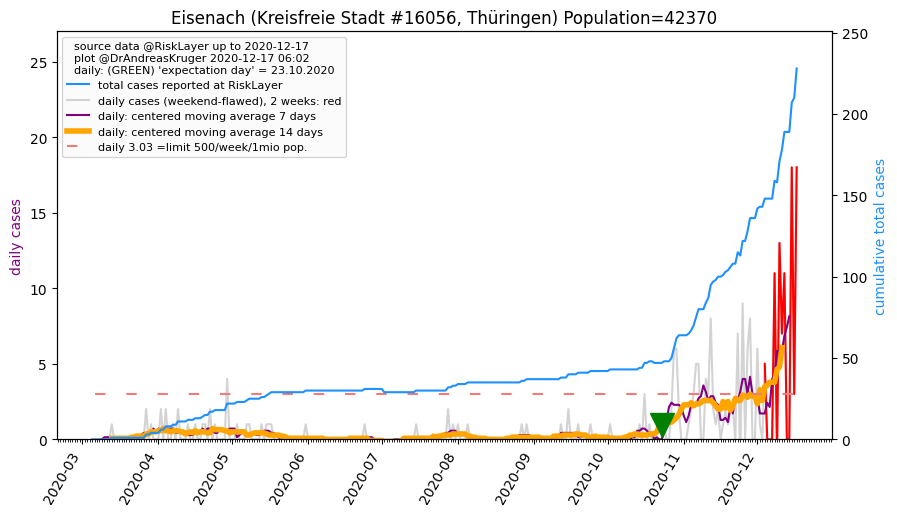 Eisenach (Kreisfreie Stadt #16056, Thüringen) Population=42370
source data @RiskLayer up to 2020-12-17
plot @DrAndreasKruger 2020-12-17 06:02
daily: (GREEN) 'expectation day' = 23.10.2020
total cases reported at RiskLayer
daily cases (weekend-flawed), 2 weeks: red
daily: centered moving average 7 days
daily: centered moving average 14 days
daily 3.03 =limit 500/week/1mio pop.
daily cases
25
20
15
10
5
0
cumulative total cases
250
200
150
100
50
0
2020-03
2020-04
2020-05
2020-06
2020-07
2020-08
2020-09
2020-10
2020-11
2020-12